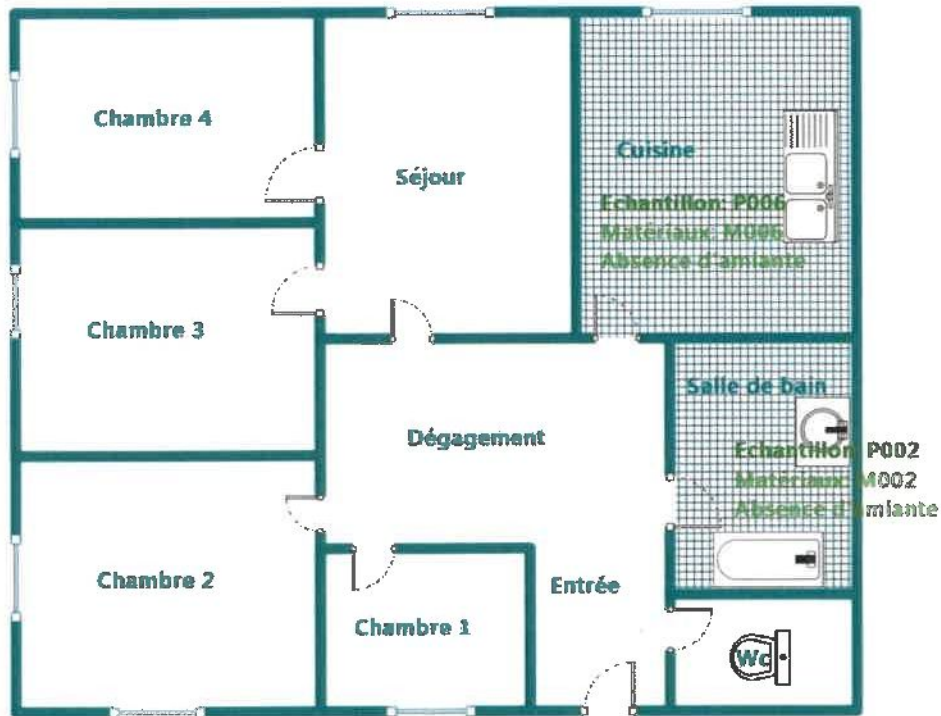 Chambre 4
Séjour
Cuisine
Echantillon: P006
Matériaux: M006
Absence d'amiante
Chambre 3
Salle de bain
Dégagement
Echantillon: P002
Matériaux: M002
Absence d'amiante
Chambre 2
Entrée
Chambre 1
Wc